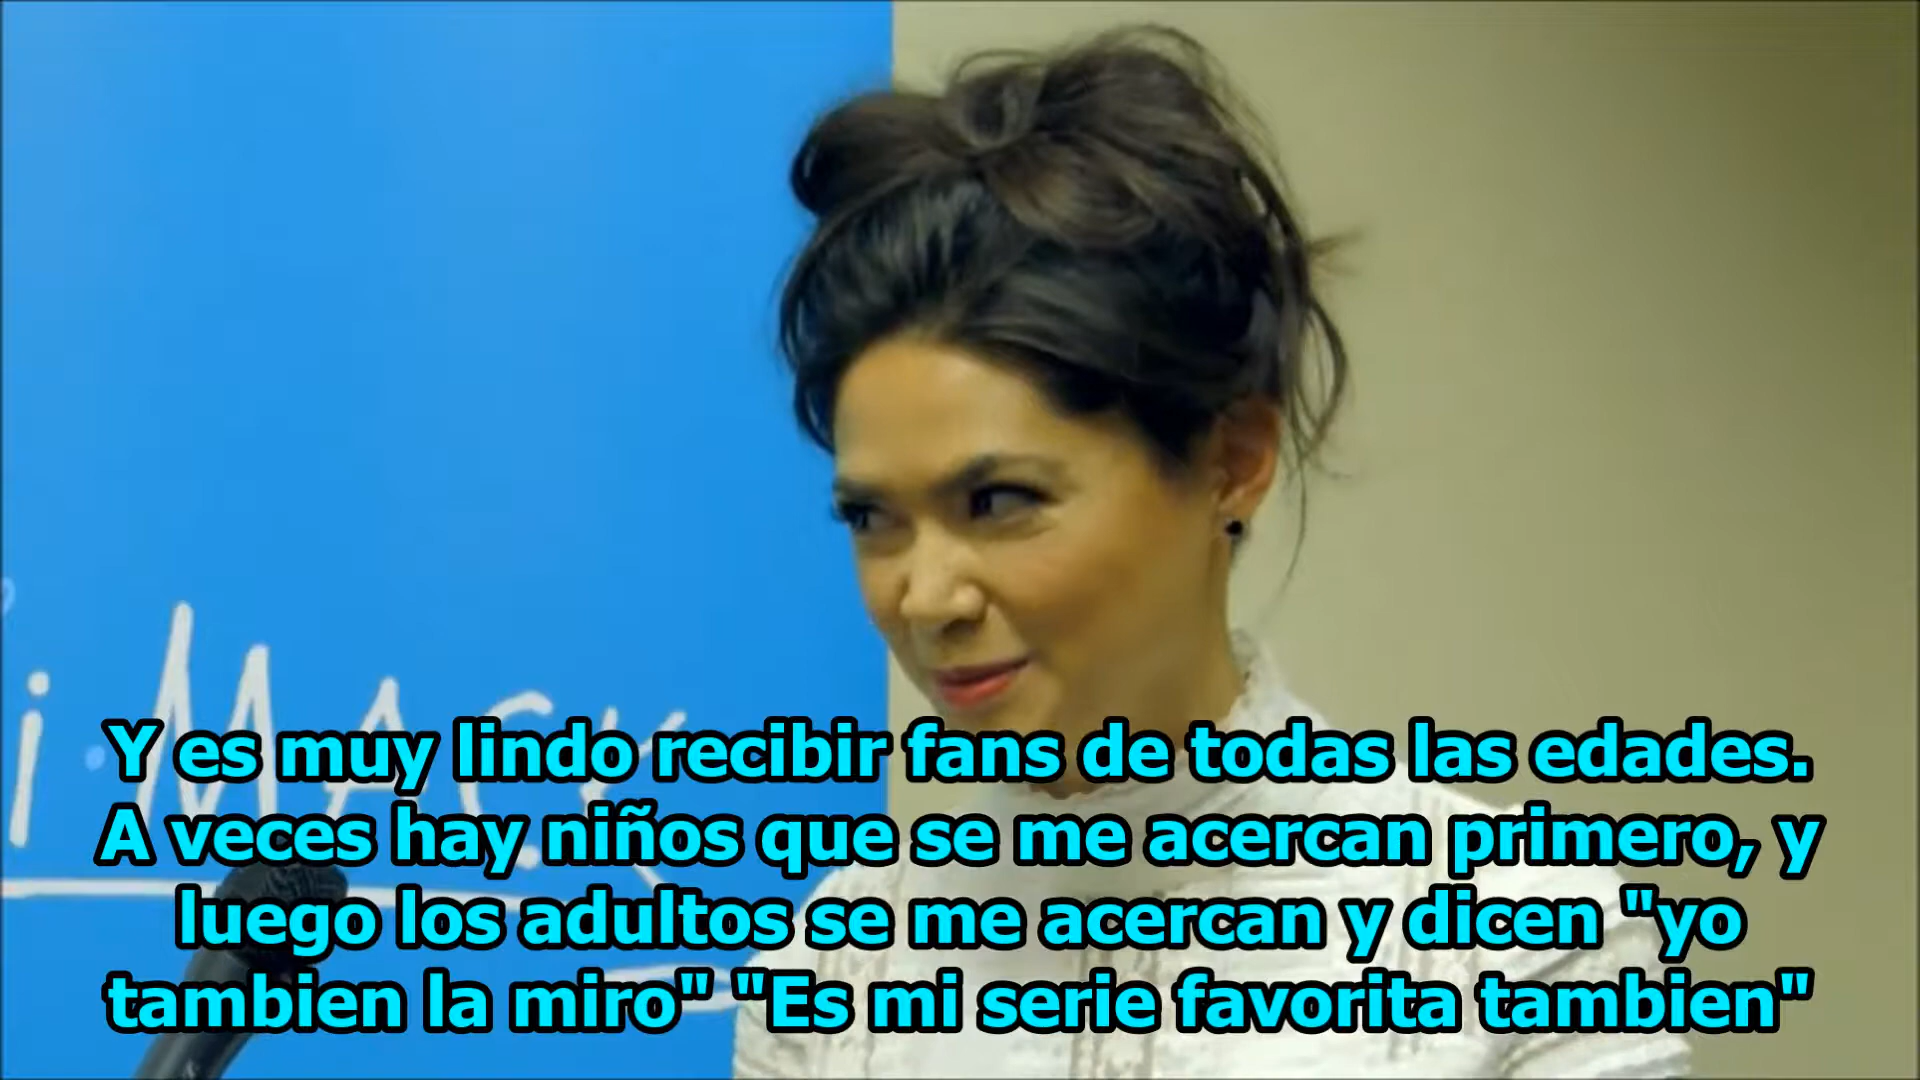 i Mack
Y es muy lindo recibir fans de todas las edades.
A veces hay niños que se me acercan primero, y
luego los adultos se me acercan y dicen "yo
tambien la miro" "Es mi serie favorita tambien"